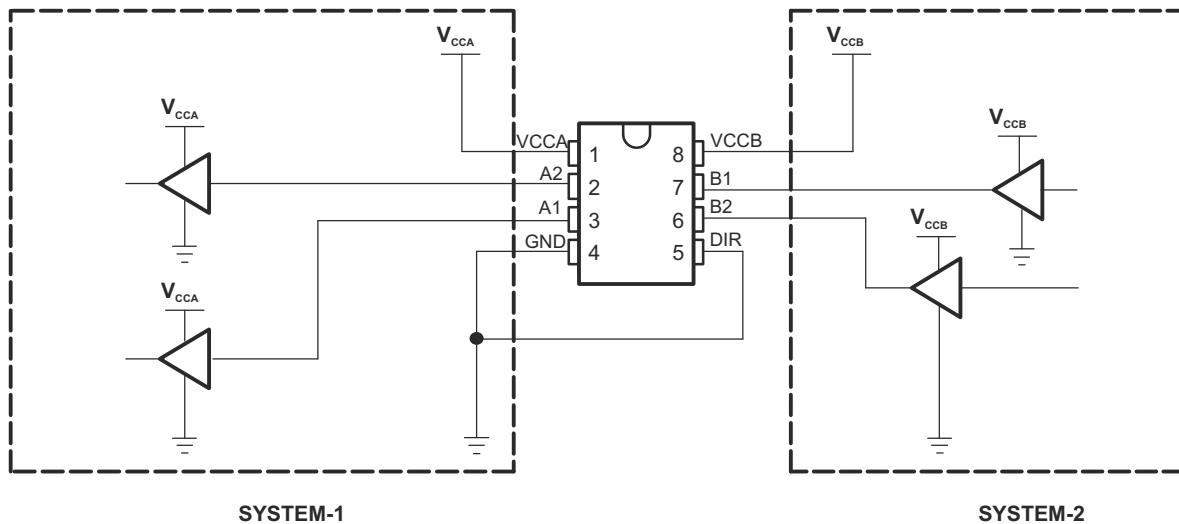 VCCA
VCCB
VCCA
VCCB
VCCA 1 8 VCCB
A2 2 7 B1
A1 3 6 B2
GND 4 5 DIR
VCCB
VCCA
SYSTEM-1
SYSTEM-2